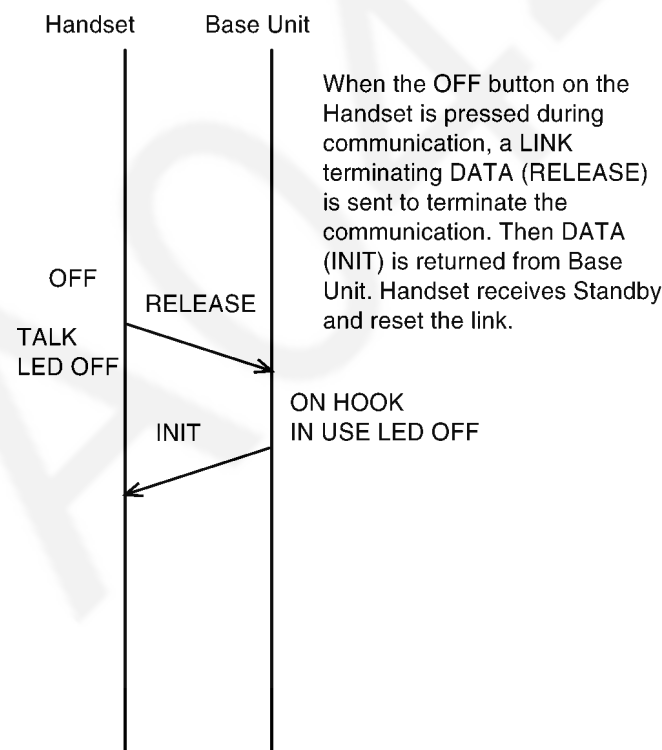 Handset
Base Unit
When the OFF button on the
Handset is pressed during
communication, a LINK
terminating DATA (RELEASE)
is sent to terminate the
communication. Then DATA
(INIT) is returned from Base
Unit. Handset receives Standby
and reset the link.
OFF
RELEASE
TALK
LED OFF
ON HOOK
IN USE LED OFF
INIT